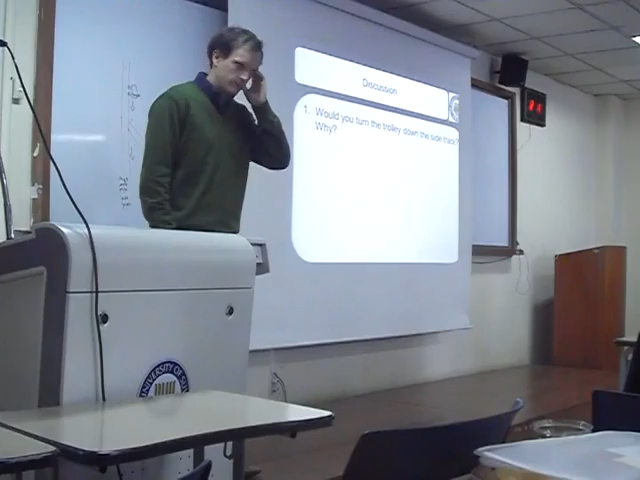 Discussion
1. Would you turn the trolley down the side track?
Why?
UNIVERSITY OF